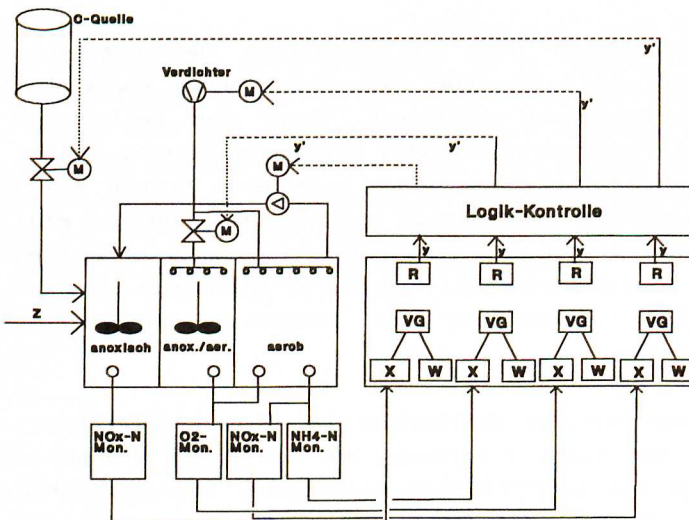 C-Quelle
y'
Verdichter
M
y'
y'
y'
M
M
M
Logik-Kontrolle
y
y
y
y
R
R
R
R
z
VG
VG
VG
VG
anoxisch
anox./aer.
aerob
X
W
X
W
X
W
X
W
NOx-N
Mon.
O2-
Mon.
NOx-N
Mon.
NH4-N
Mon.